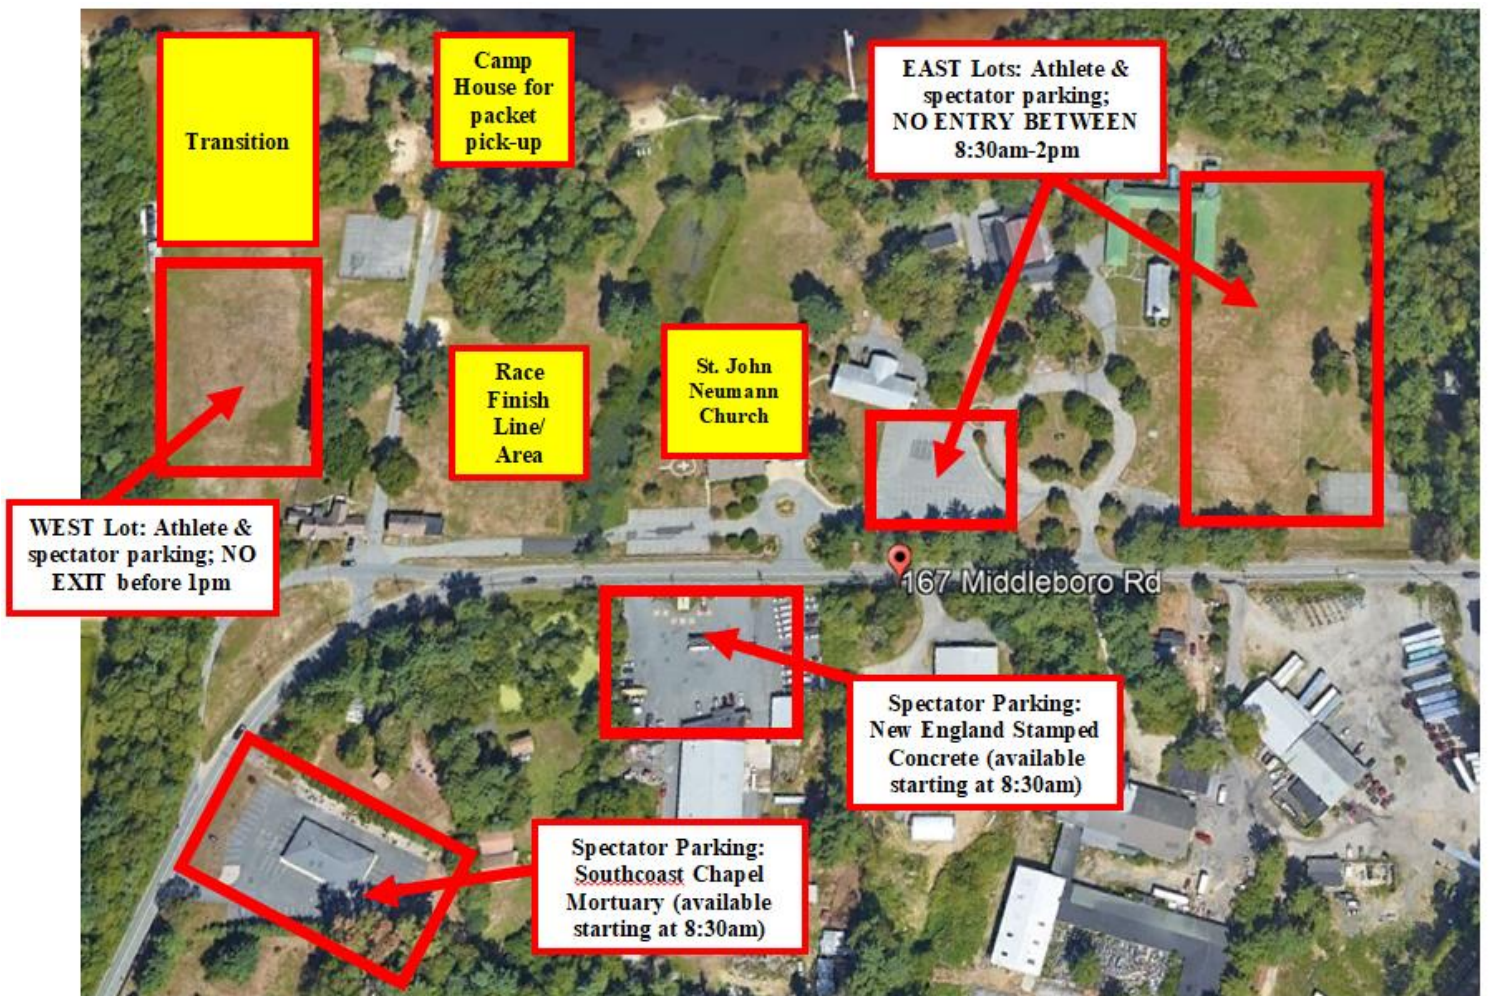 Transition
Camp
House for
packet
pick-up
EAST Lots: Athlete &
spectator parking;
NO ENTRY BETWEEN
8:30am-2pm
Race
Finish
Line/
Area
St. John
Neumann
Church
WEST Lot: Athlete &
spectator parking; NO
EXIT before 1pm
167 Middleboro Rd
Spectator Parking:
New England Stamped
Concrete (available
starting at 8:30am)
Spectator Parking:
Southcoast Chapel
Mortuary (available
starting at 8:30am)